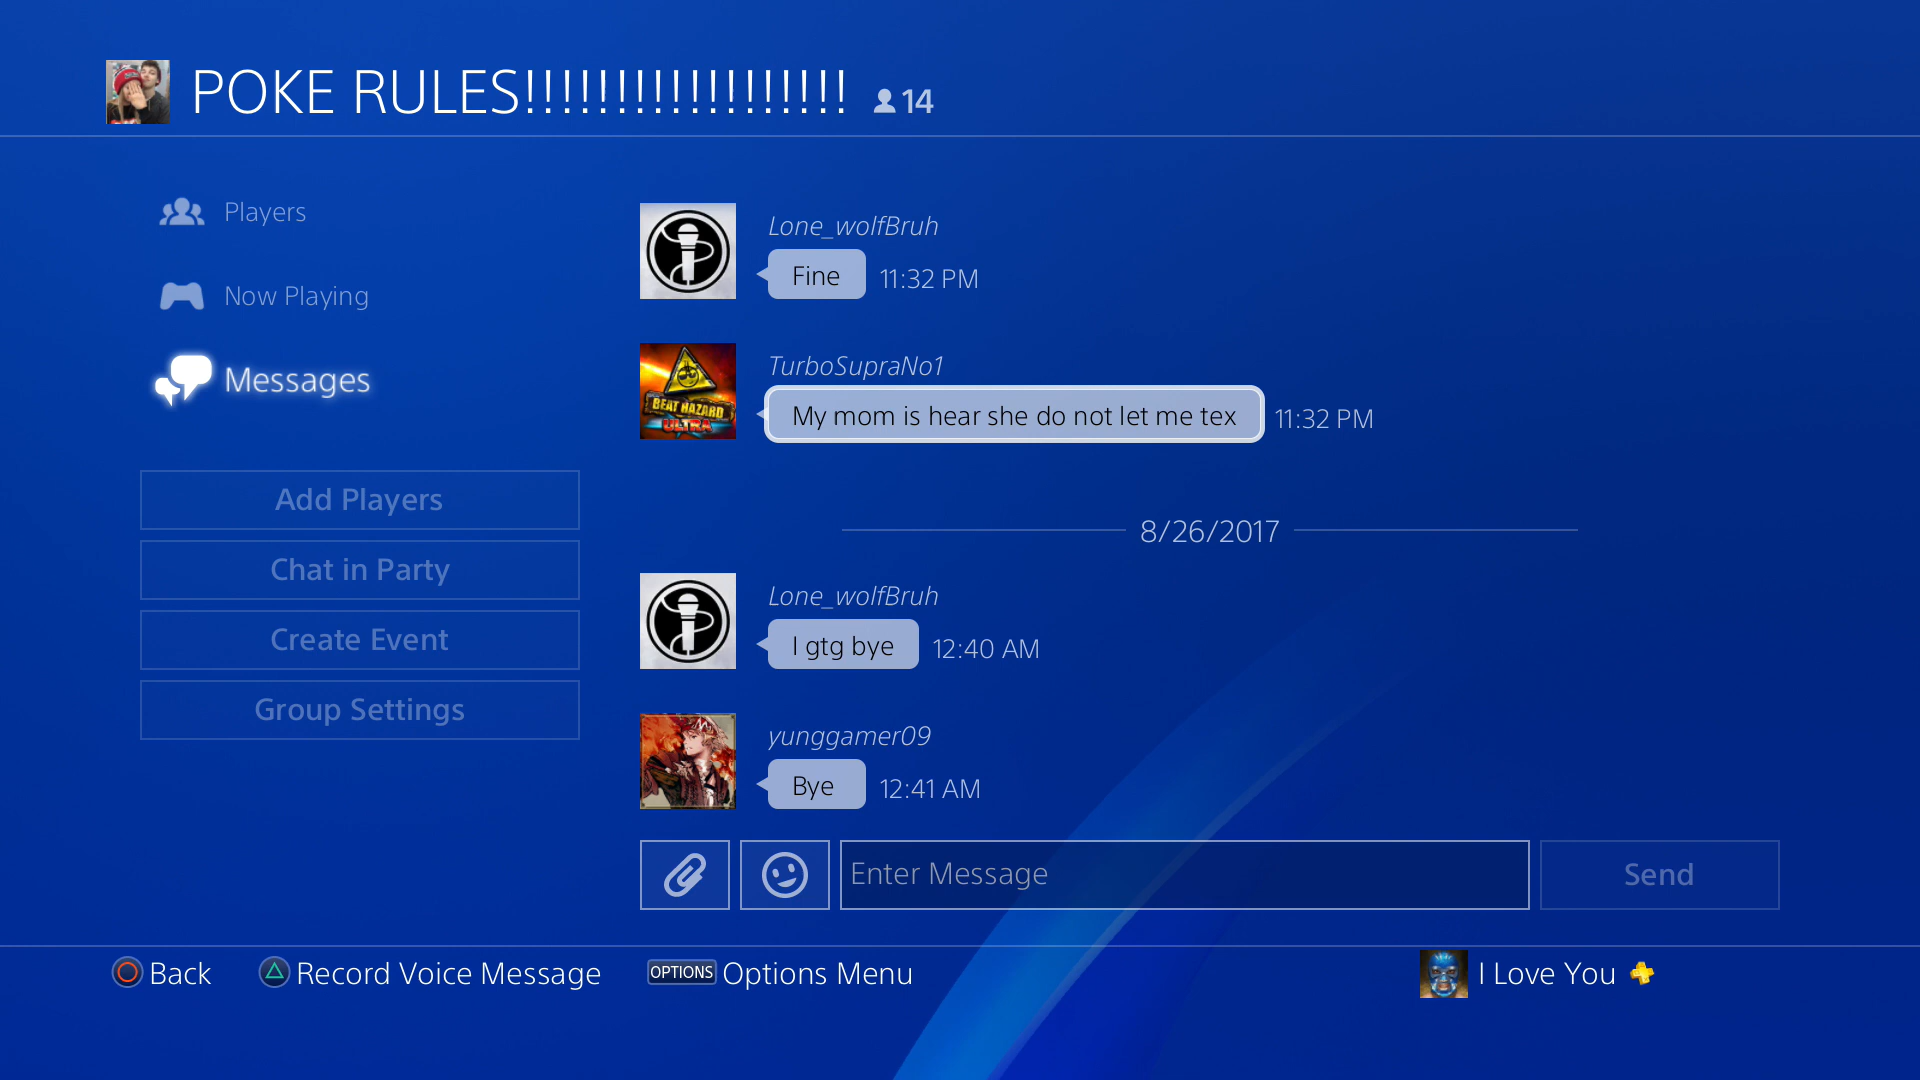 POKE RULES!!!!!!!!!!!!!!!!!! 14
Players
Now Playing
Messages
Add Players
Chat in Party
Create Event
Group Settings
Lone_wolfBruh
Fine 11:32 PM
TurboSupraNo1
BEAT HAZARD
ULTRA
My mom is hear she do not let me tex 11:32 PM
8/26/2017
Lone_wolfBruh
I gtg bye 12:40 AM
yunggamer09
Bye 12:41 AM
Enter Message
Send
Back
Record Voice Message
OPTIONS Options Menu
I Love You